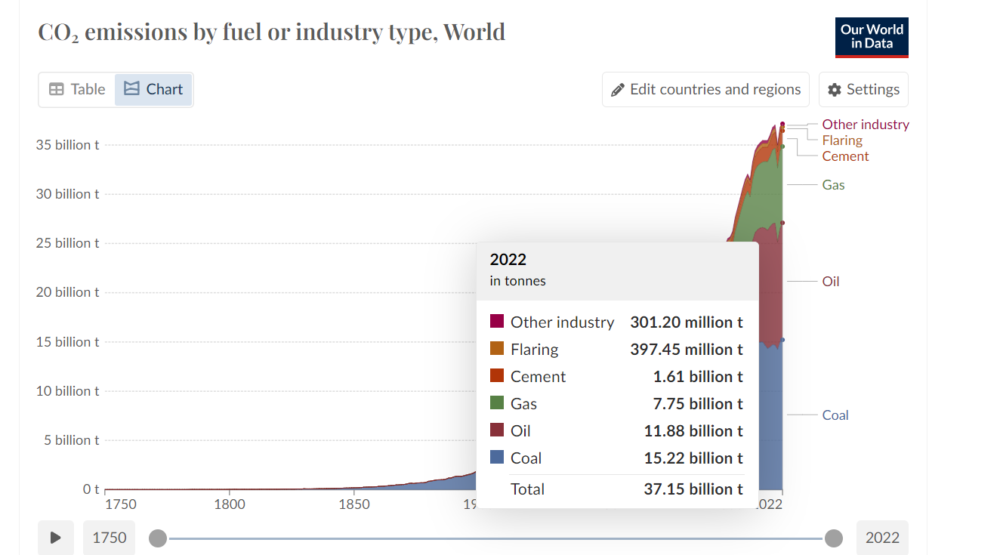 CO₂ emissions by fuel or industry type, World
Our World
in Data
Table
Chart
Edit countries and regions
Settings
35 billion t
30 billion t
25 billion t
20 billion t
15 billion t
10 billion t
5 billion t
0 t
Other industry
Flaring
Cement
Gas
Oil
Coal
2022
in tonnes
Other industry 301.20 million t
Flaring 397.45 million t
Cement 1.61 billion t
Gas 7.75 billion t
Oil 11.88 billion t
Coal 15.22 billion t
Total 37.15 billion t
1750 1800 1850
1750
2022